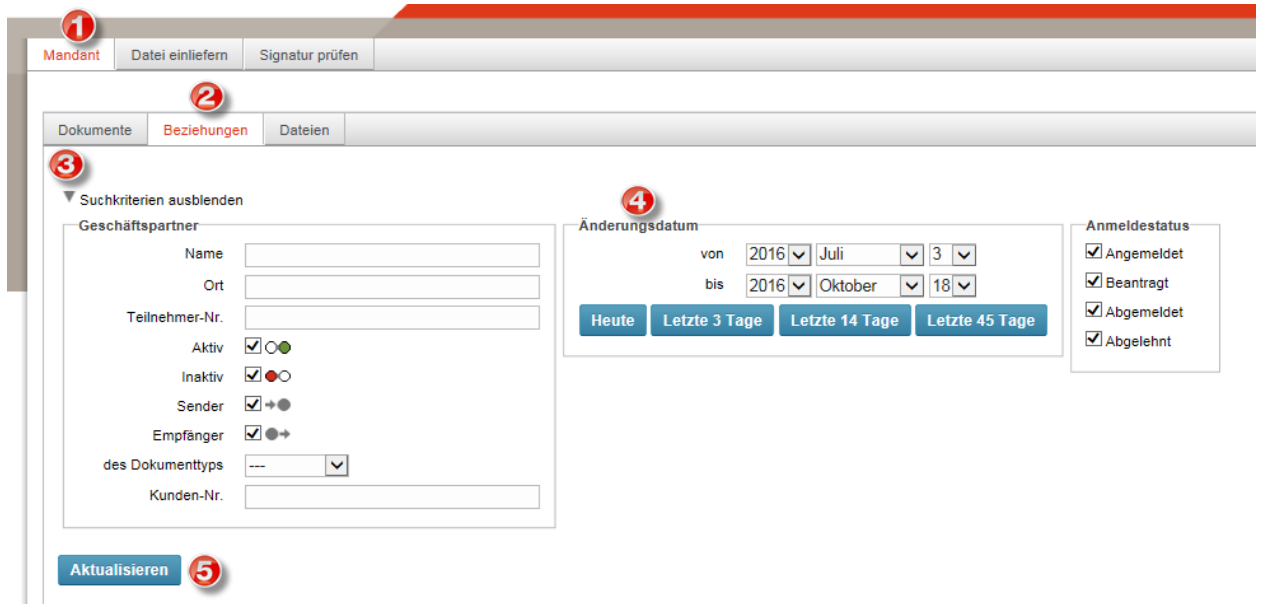 1
Mandant Datei einliefern Signatur prüfen
2
Dokumente Beziehungen Dateien
3
Suchkriterien ausblenden
Geschäftspartner
Name
Ort
Teilnehmer-Nr.
Aktiv
Inaktiv
Sender
Empfänger
des Dokumenttyps ---
Kunden-Nr.
4
Änderungsdatum
von 2016 Juli 3
bis 2016 Oktober 18
Heute Letzte 3 Tage Letzte 14 Tage Letzte 45 Tage
Anmeldestatus
Angemeldet
Beantragt
Abgemeldet
Abgelehnt
Aktualisieren 5